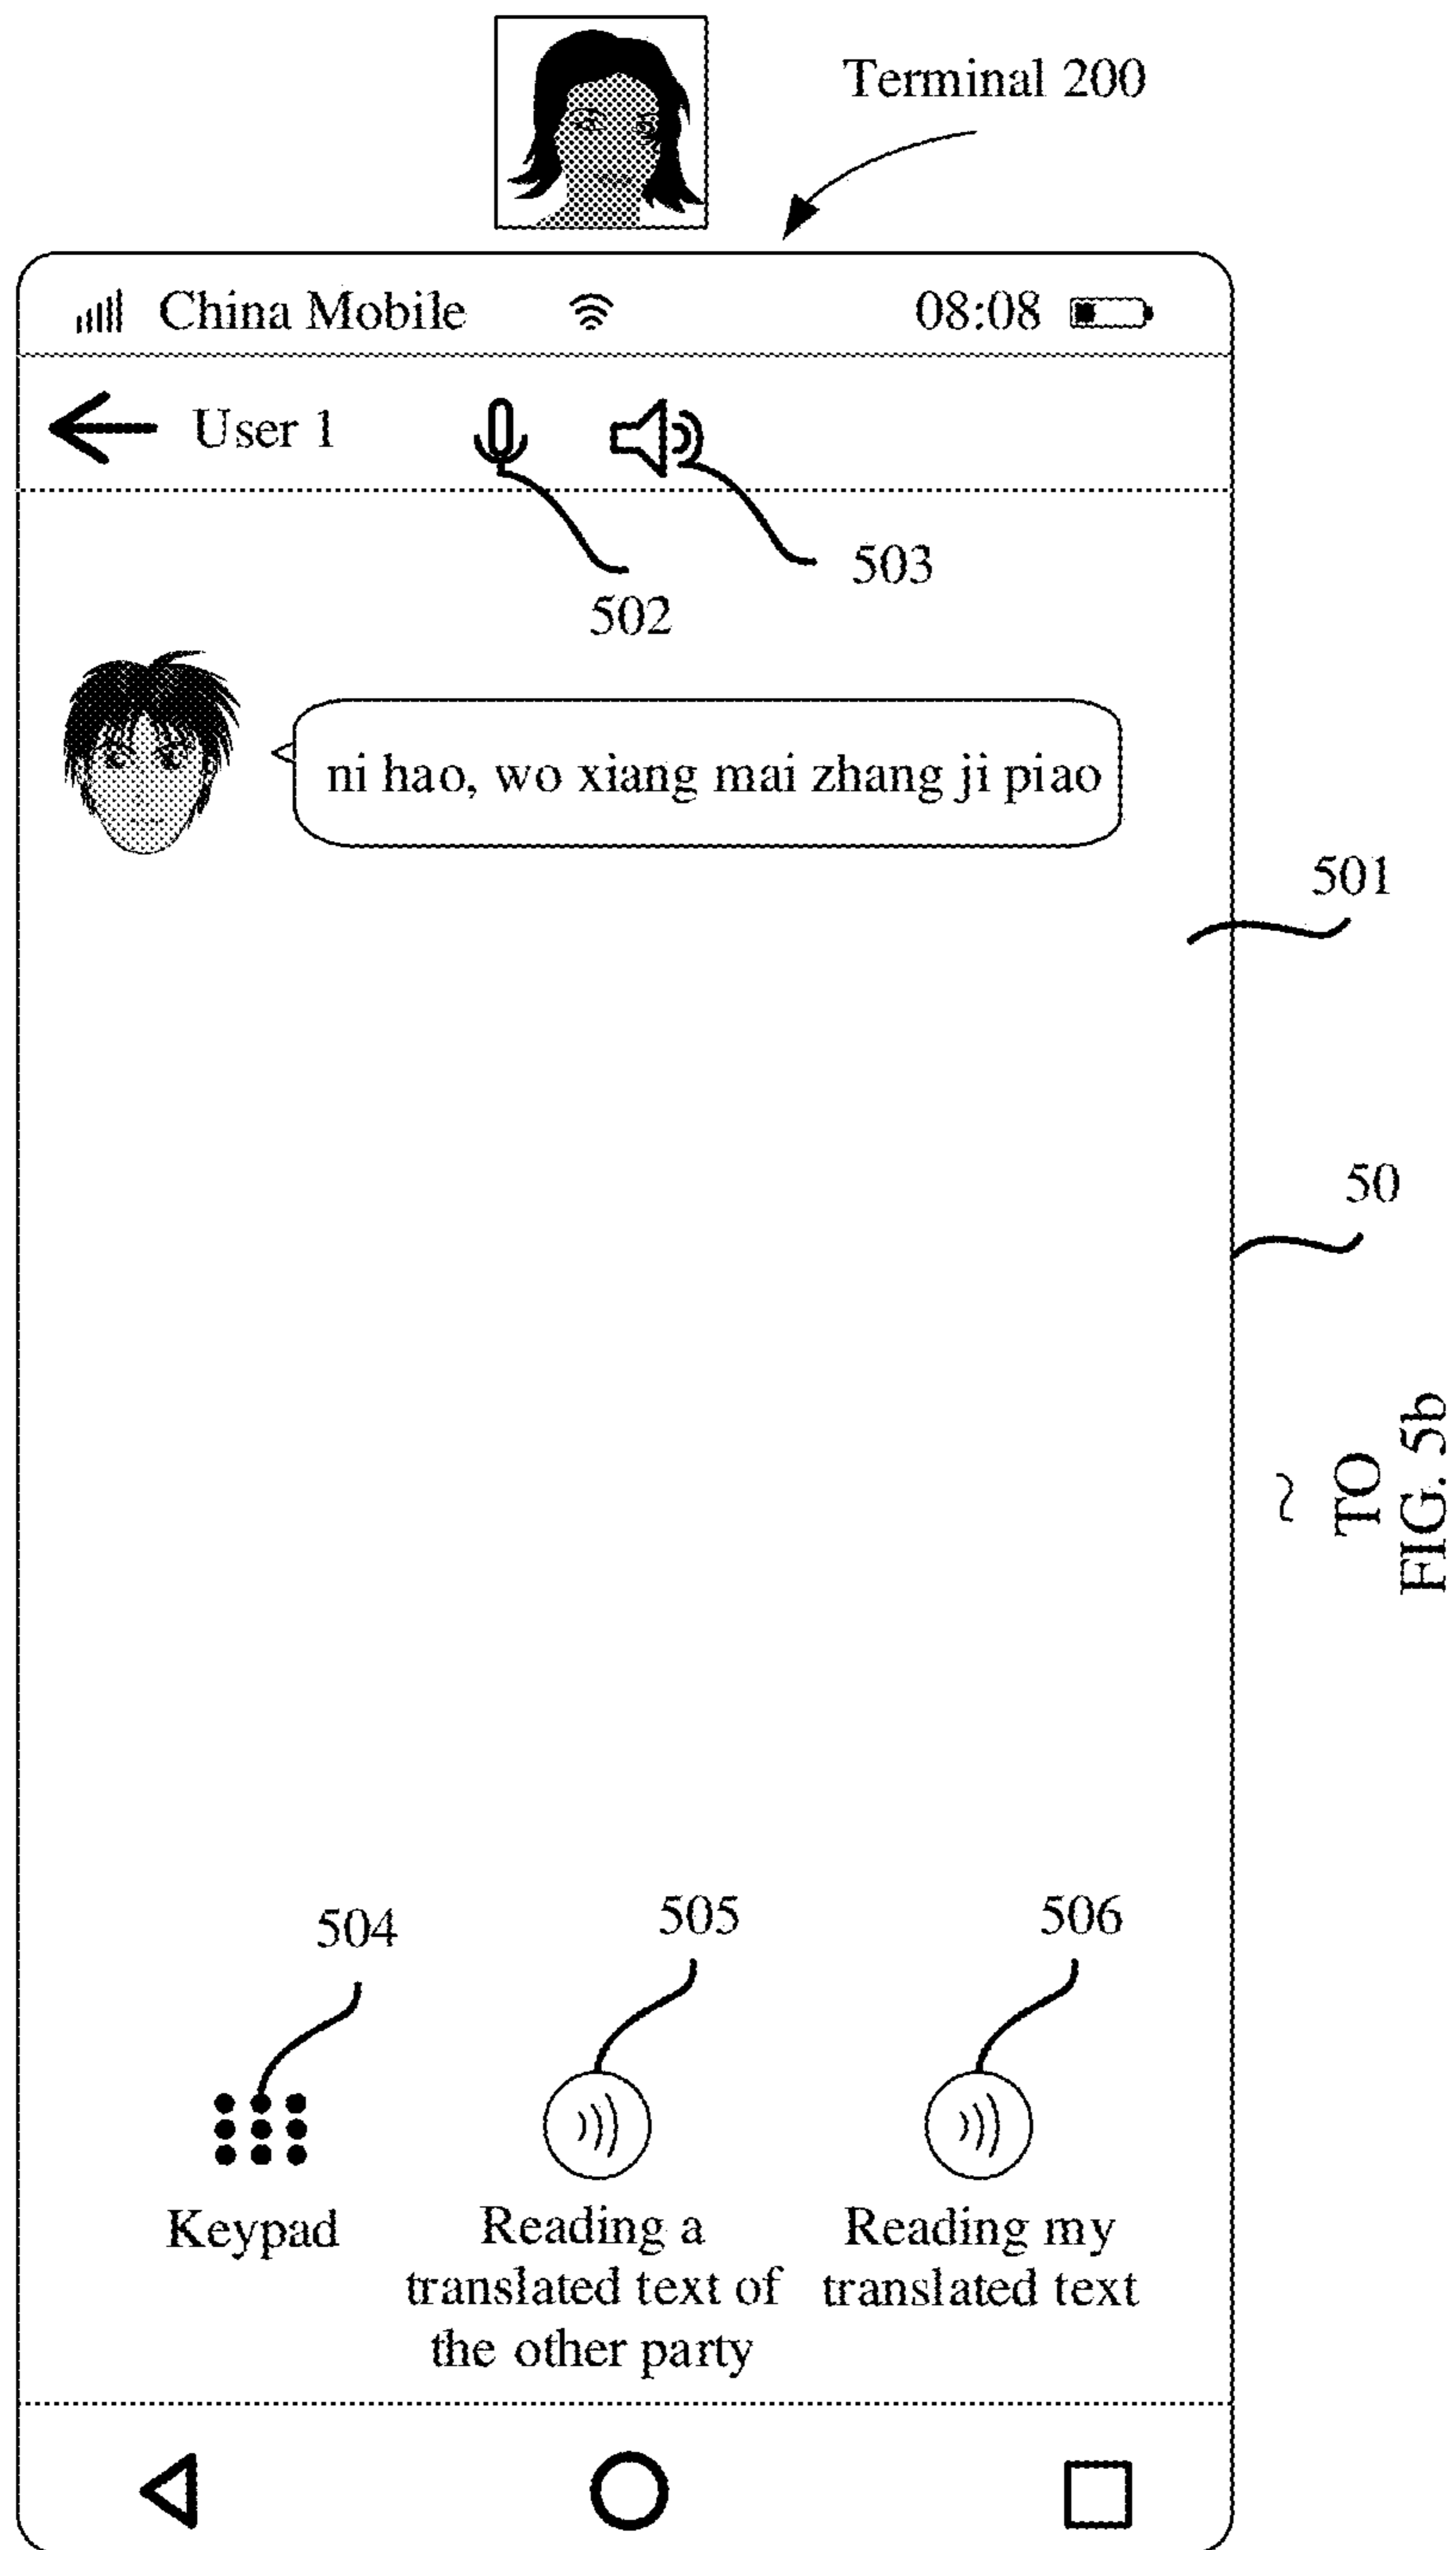 Terminal 200
China Mobile 08:08
User 1
503
502
ni hao, wo xiang mai zhang ji piao
501
50
TO
FIG. 5b
504 505 506
Keypad
Reading a
translated text of
the other party
Reading my
translated text